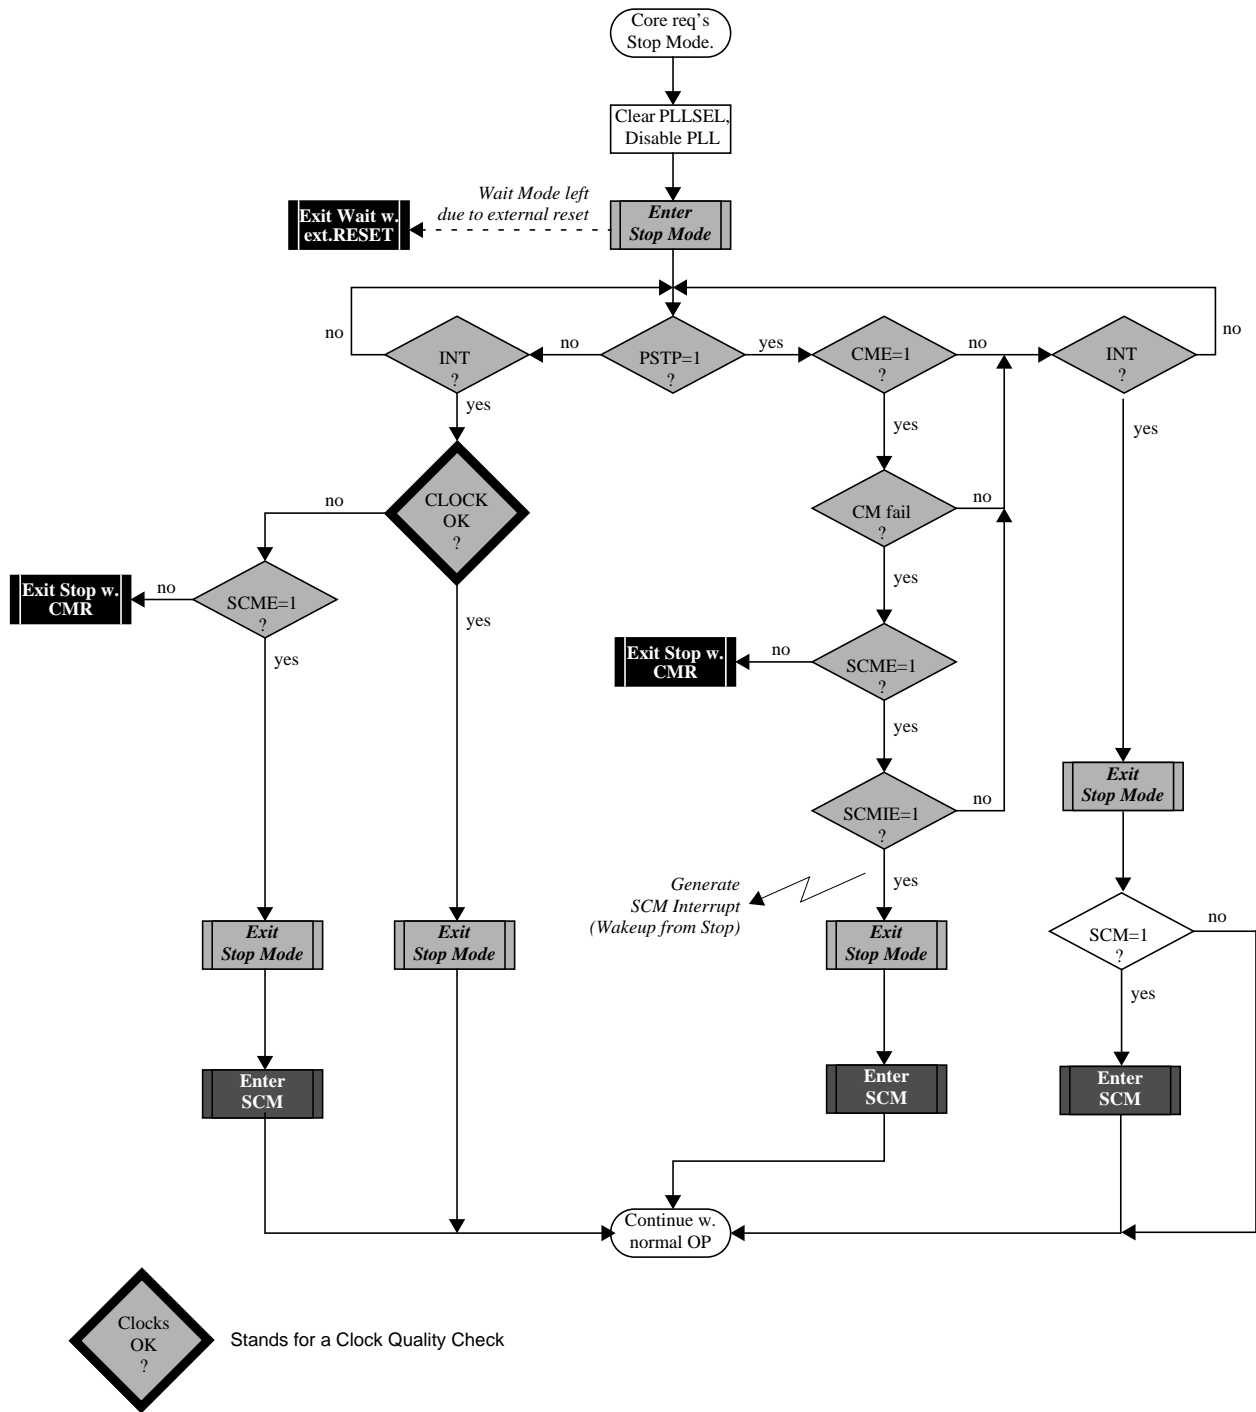 Core req's
Stop Mode.
Clear PLLSEL,
Disable PLL
Wait Mode left
due to external reset
Exit Wait w.
ext.RESET
Enter
Stop Mode
no
INT
?
no
PSTP=1
?
yes
CME=1
?
no
INT
?
no
yes
yes
yes
no
CLOCK
OK
?
CM fail
?
no
Exit Stop w.
CMR
no
SCME=1
?
yes
yes
yes
Exit Stop w.
CMR
no
SCME=1
?
yes
Exit
Stop Mode
SCMIE=1
?
no
Generate
SCM Interrupt
(Wakeup from Stop)
yes
Exit
Stop Mode
Exit
Stop Mode
Exit
Stop Mode
SCM=1
?
no
yes
Enter
SCM
Enter
SCM
Enter
SCM
Continue w.
normal OP
Clocks
OK
?
Stands for a Clock Quality Check